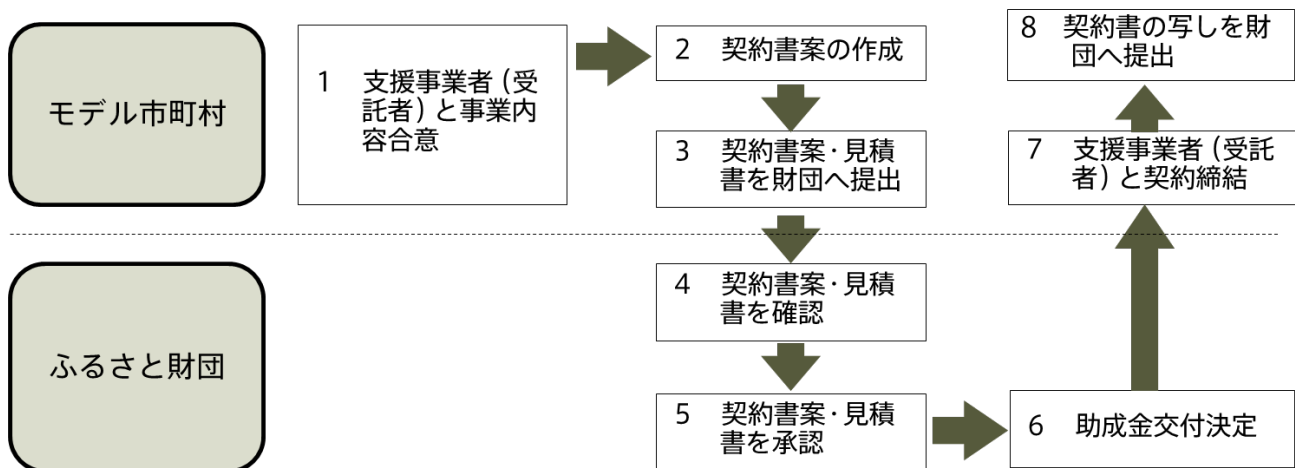 モデル市町村
1 支援事業者（受
託者）と事業内
容合意
2 契約書案の作成
3 契約書案・見積
書を財団へ提出
8 契約書の写しを財
団へ提出
7 支援事業者（受託
者）と契約締結
ふるさと財団
4 契約書案・見積
書を確認
5 契約書案・見積
書を承認
6 助成金交付決定